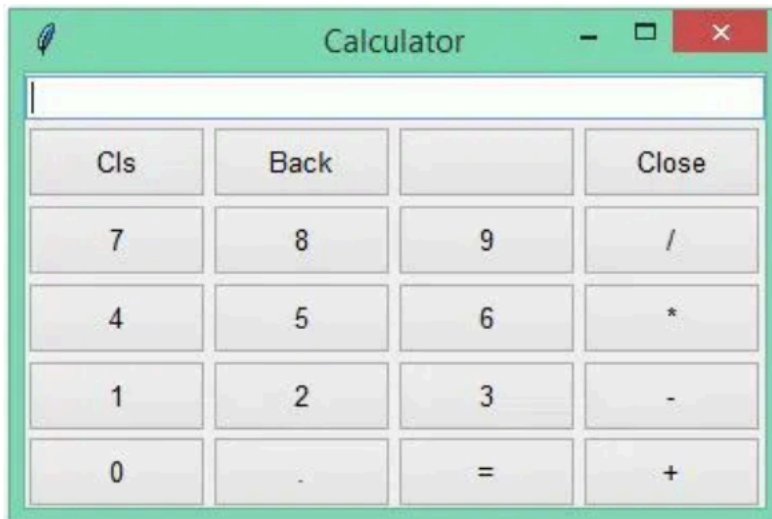 Calculator
Cls Back Close
7 8 9 /
4 5 6 *
1 2 3 -
0 . = +